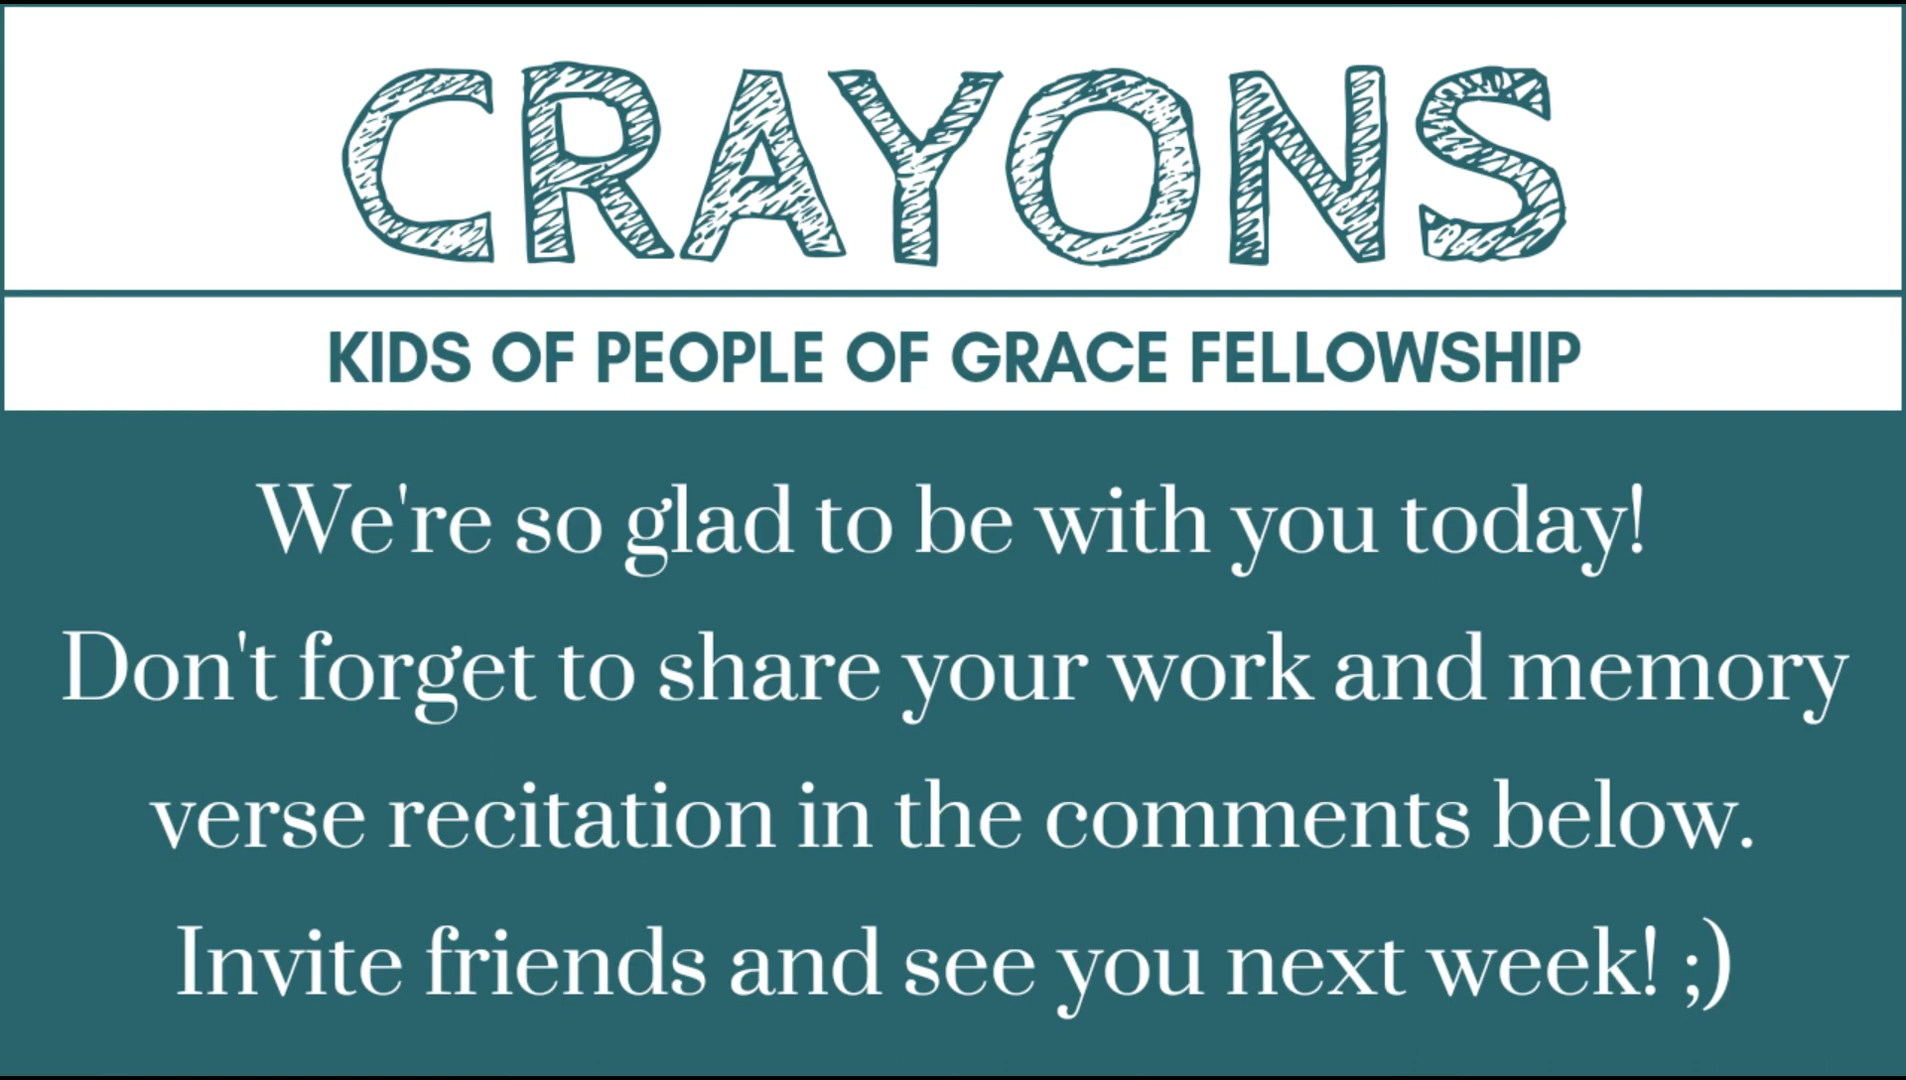 CRAYONS
KIDS OF PEOPLE OF GRACE FELLOWSHIP
We're so glad to be with you today!
Don't forget to share your work and memory
verse recitation in the comments below.
Invite friends and see you next week! ;)